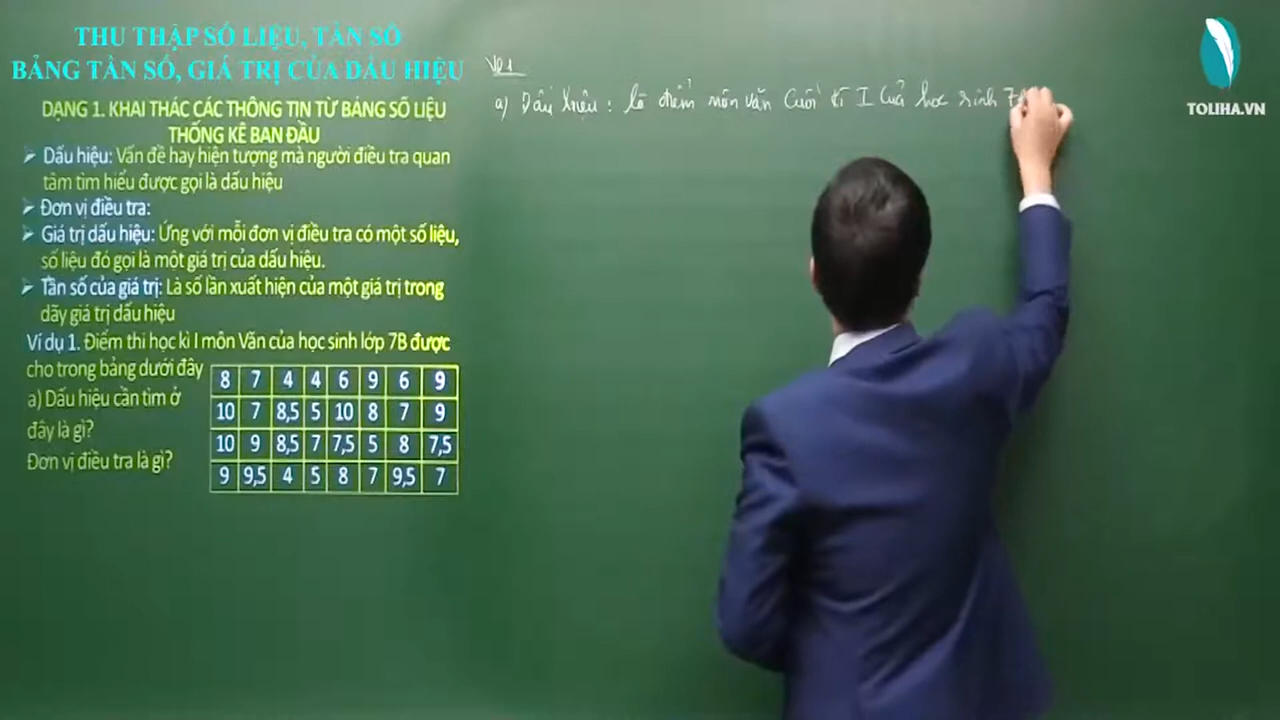 THU THẬP SỐ LIỆU, TẦN SỐ
BẢNG TẦN SỐ, GIÁ TRỊ CỦA DẤU HIỆU
DẠNG 1. KHAI THÁC CÁC THÔNG TIN TỪ BẢNG SỐ LIỆU
THỐNG KÊ BAN ĐẦU
➢ Dấu hiệu: Vấn đề hay hiện tượng mà người điều tra quan
tâm tìm hiểu được gọi là dấu hiệu
➢ Đơn vị điều tra:
➢ Giá trị dấu hiệu: Ứng với mỗi đơn vị điều tra có một số liệu,
số liệu đó gọi là một giá trị của dấu hiệu.
➢ Tần số của giá trị: Là số lần xuất hiện của một giá trị trong
dãy giá trị dấu hiệu
Ví dụ 1. Điểm thi học kì I môn Văn của học sinh lớp 7B được
cho trong bảng dưới đây
a) Dấu hiệu cần tìm ở
đây là gì?
Đơn vị điều tra là gì?
8 7 4 4 6 9 6 9
10 7 8,5 5 10 8 7 9
10 9 8,5 7 7,5 5 8 7,5
9 9,5 4 5 8 7 9,5 7
VD1
a) Dấu hiệu: là điểm môn văn cuối kì I của học sinh
TOLIHA.VN